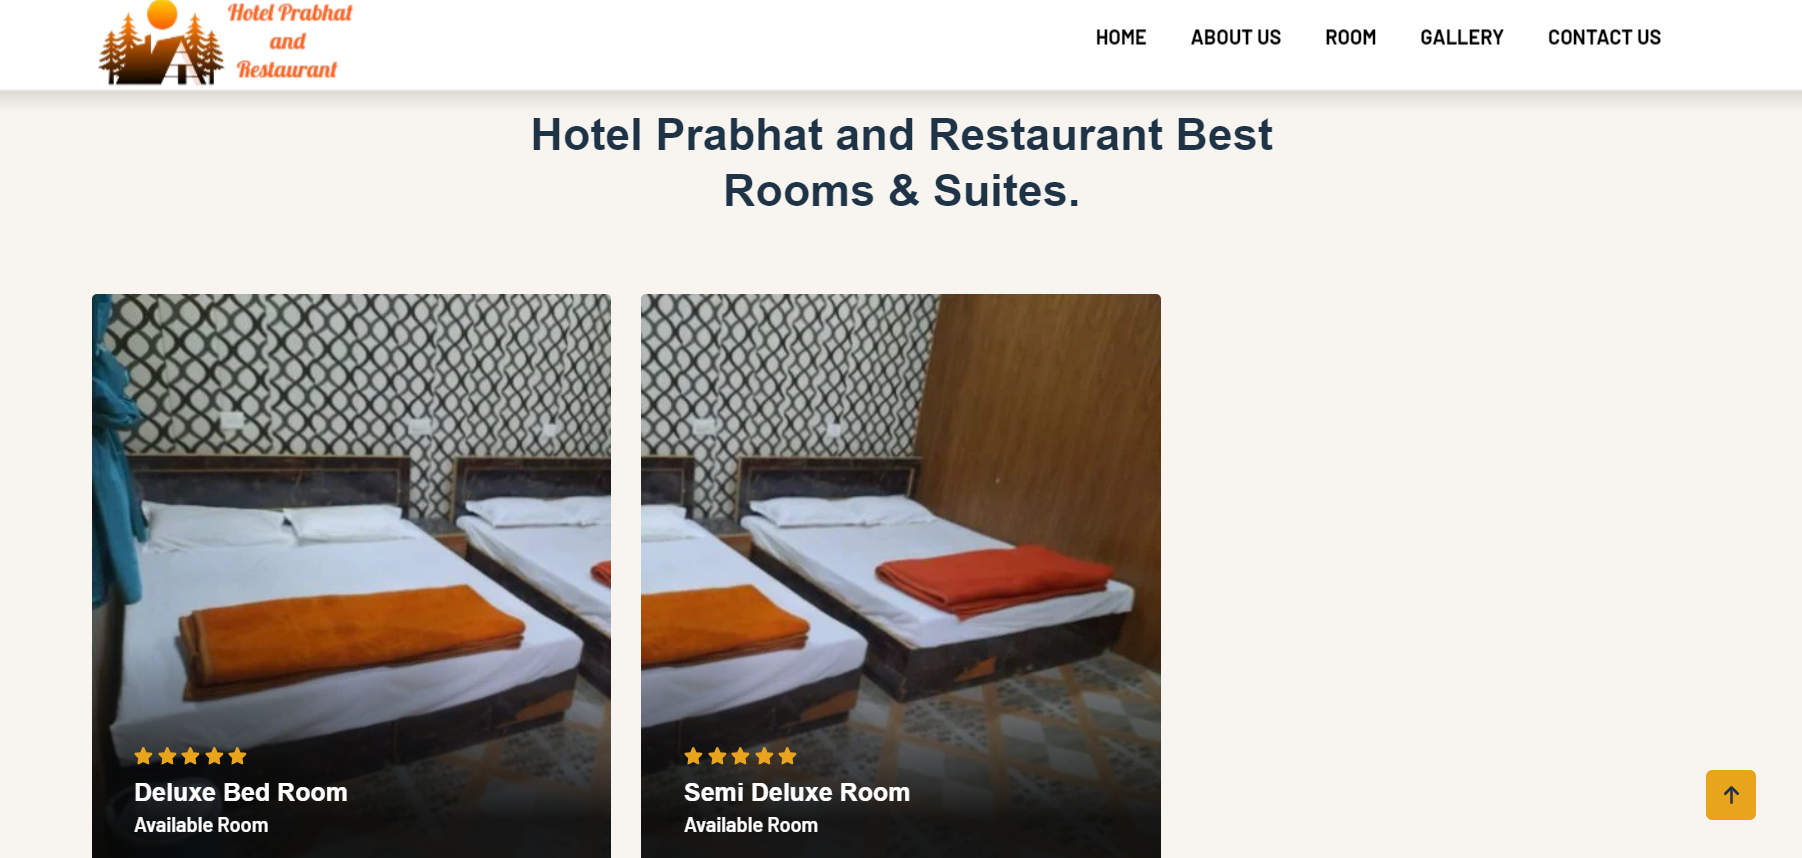 Hotel Prabhat
and
Restaurant
HOME ABOUT US ROOM GALLERY CONTACT US
Hotel Prabhat and Restaurant Best
Rooms & Suites.
Deluxe Bed Room
Available Room
Semi Deluxe Room
Available Room